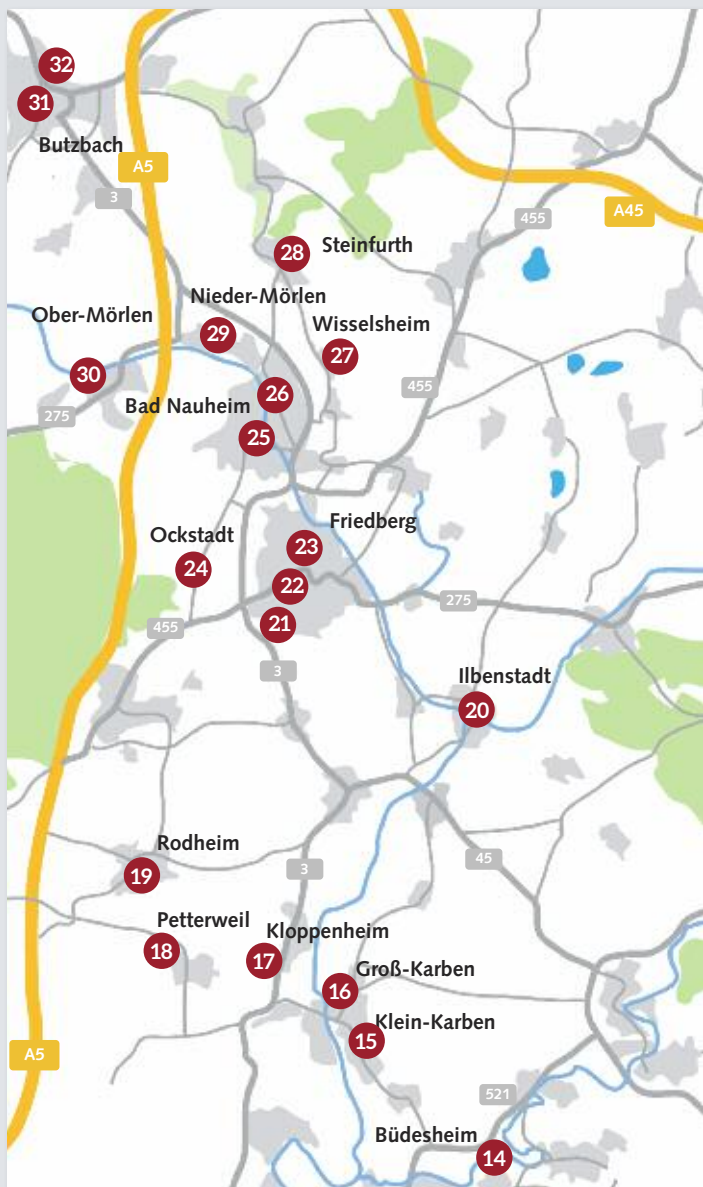 32
31
Butzbach
A5
3
455
A45
28
Steinfurth
Nieder-Mörlen
Ober-Mörlen
29
Wisselsheim
27
30
26
455
Bad Nauheim
275
25
Friedberg
Ockstadt
23
24
22
275
455
21
3
Ilbenstadt
20
Rodheim
45
3
19
Petterweil
Kloppenheim
18
17
Groß-Karben
16
Klein-Karben
15
A5
521
Büdesheim
14